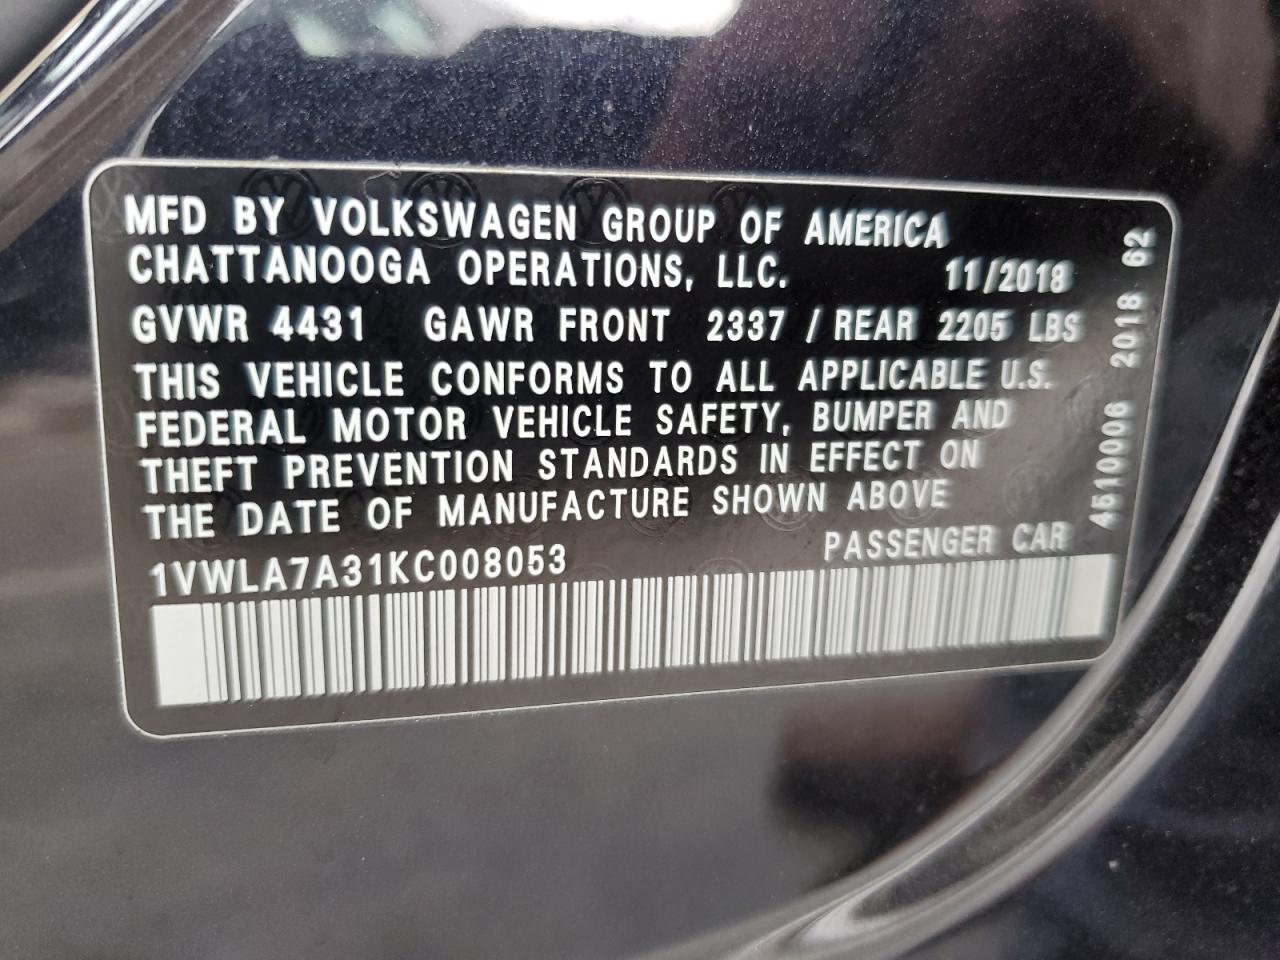 MFD BY VOLKSWAGEN GROUP OF AMERICA
CHATTANOOGA OPERATIONS, LLC. 11/2018
GVWR 4431 GAWR FRONT 2337 / REAR 2205 LBS
THIS VEHICLE CONFORMS TO ALL APPLICABLE U.S.
FEDERAL MOTOR VEHICLE SAFETY, BUMPER AND
THEFT PREVENTION STANDARDS IN EFFECT ON
THE DATE OF MANUFACTURE SHOWN ABOVE
1VWLA7A31KC008053 PASSENGER CAR
4510006 2018 62